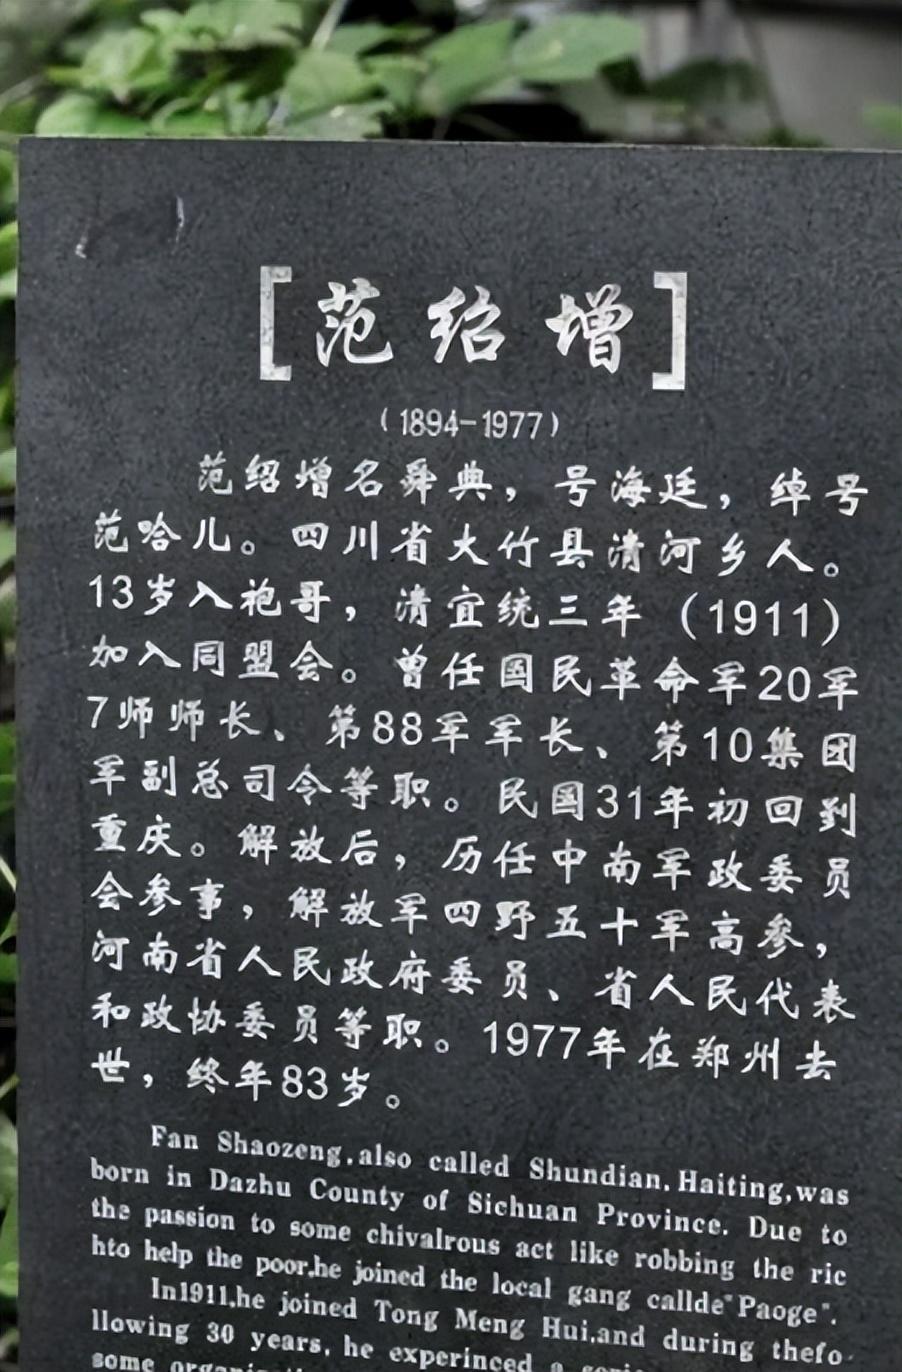 [范绍增]
(1894-1977)
范绍增名舜典，号海廷，绰号
范哈儿。四川省大竹县清河乡人。
13岁入袍哥，清宣统三年（1911）
加入同盟会。曾任国民革命军20军
7师师长、第88军军长、第10集团
军副总司令等职。民国31年初回到
重庆。解放后，历任中南军政委员
会参事，解放军四野五十军高参，
河南省人民政府委员、省人民代表
和政协委员等职。1977年在郑州去
世，终年83岁。
Fan Shaozeng,also called Shundian,Haiting,was
born in Dazhu County of Sichuan Province. Due to
the passion to some chivalrous act like robbing the ric
hto help the poor,he joined the local gang callde"Paoge".
In1911,he joined Tong Meng Hui,and during thefo
llowing 30 years, he experinced a
some